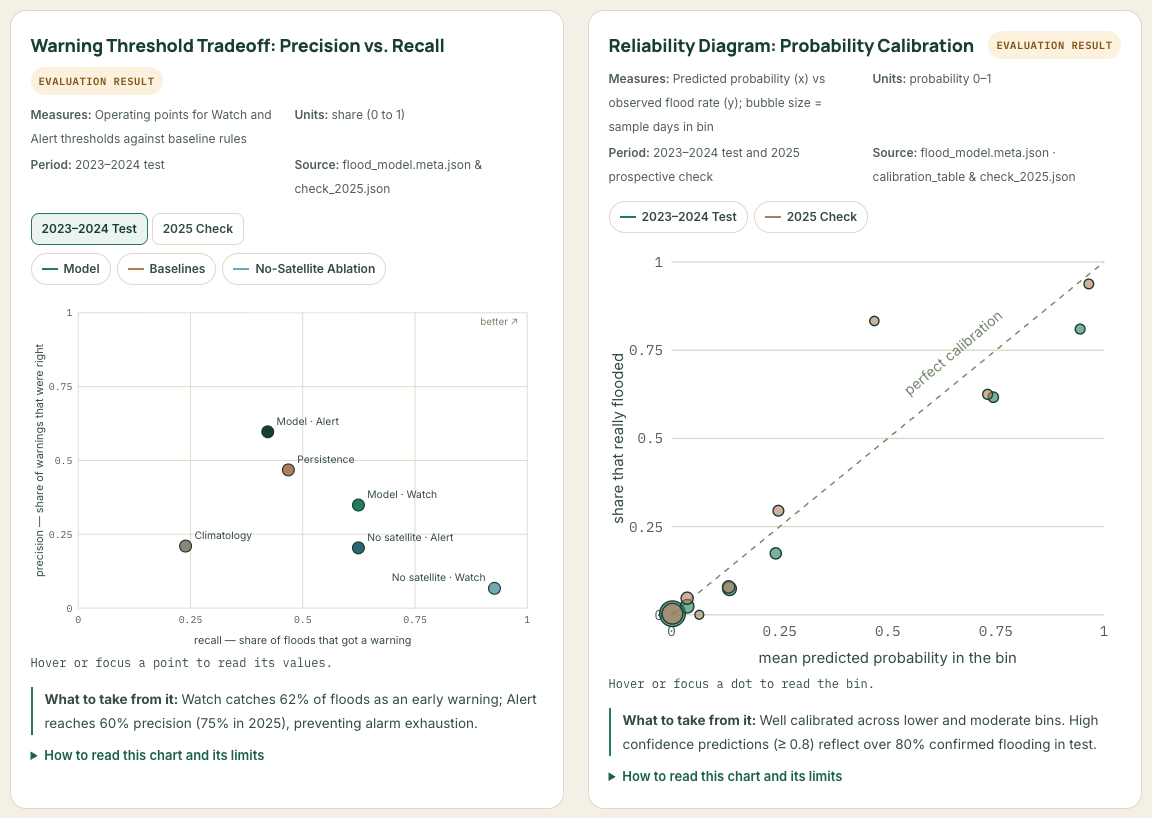 Warning Threshold Tradeoff: Precision vs. Recall
EVALUATION RESULT
Measures: Operating points for Watch and
Alert thresholds against baseline rules
Units: share (0 to 1)
Period: 2023–2024 test
Source: flood_model.meta.json &
check_2025.json
2023–2024 Test
2025 Check
Model
Baselines
No-Satellite Ablation
better ↗
1
0.75
0.5
0.25
0
precision — share of warnings that were right
Model · Alert
Persistence
Model · Watch
Climatology
No satellite · Alert
No satellite · Watch
0
0.25
0.5
0.75
1
recall — share of floods that got a warning
Hover or focus a point to read its values.
What to take from it: Watch catches 62% of floods as an early warning; Alert
reaches 60% precision (75% in 2025), preventing alarm exhaustion.
How to read this chart and its limits
Reliability Diagram: Probability Calibration
EVALUATION RESULT
Measures: Predicted probability (x) vs
observed flood rate (y); bubble size =
sample days in bin
Units: probability 0–1
Period: 2023–2024 test and 2025
prospective check
Source: flood_model.meta.json ·
calibration_table & check_2025.json
2023–2024 Test
2025 Check
1
0.75
0.5
0.25
0
share that really flooded
perfect calibration
0
0.25
0.5
0.75
1
mean predicted probability in the bin
Hover or focus a dot to read the bin.
What to take from it: Well calibrated across lower and moderate bins. High
confidence predictions (≥ 0.8) reflect over 80% confirmed flooding in test.
How to read this chart and its limits